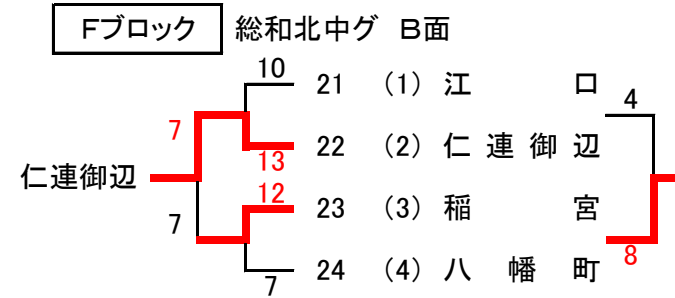 Fブロック 総和北中グ B面
10
21 (1) 江 口
4
7
22 (2) 仁 連 御 辺
13
仁連御辺
12
23 (3) 稲 宮
7
8
24 (4) 八 幡 町
7